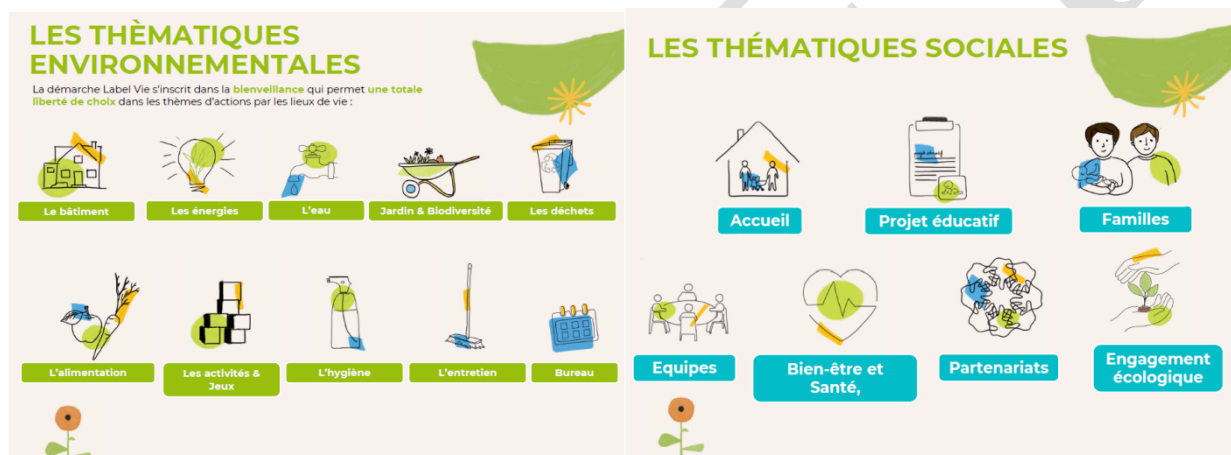 LES THÈMATIQUES
ENVIRONNEMENTALES
La démarche Label Vie s'inscrit dans la bienveillance qui permet une totale
liberté de choix dans les thèmes d'actions par les lieux de vie :
Le bâtiment
Les énergies
L'eau
Jardin & Biodiversité
Les déchets
L'alimentation
Les activités &
Jeux
L'hygiène
L'entretien
Bureau
LES THÉMATIQUES SOCIALES
Accueil
Projet éducatif
Familles
Equipes
Bien-être et
Santé,
Partenariats
Engagement
écologique